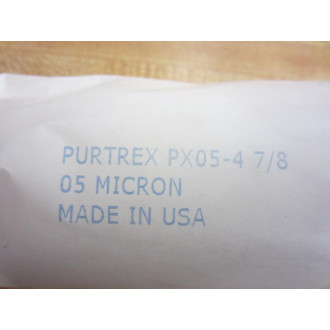 PURTREX PX05-4 7/8
05 MICRON
MADE IN USA